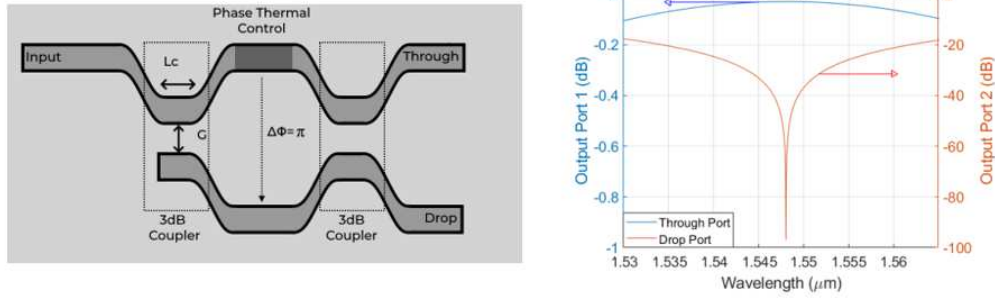 Phase Thermal
Control
Input
Through
Lc
G
ΔΦ=π
3dB
Coupler
3dB
Coupler
Drop
Output Port 1 (dB)
-0.2
-0.4
-0.6
-0.8
-1
-20
-40
-60
-80
-100
Output Port 2 (dB)
Through Port
Drop Port
1.53 1.535 1.54 1.545 1.55 1.555 1.56
Wavelength (μm)